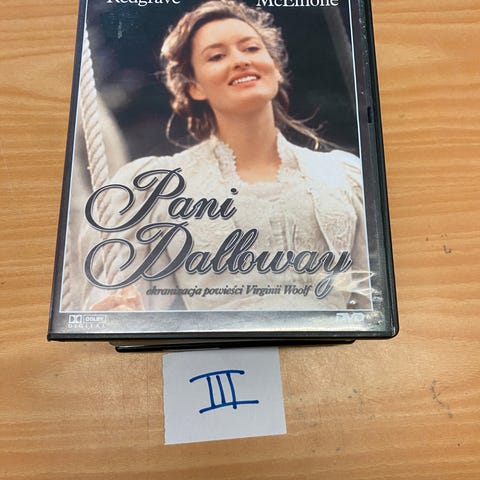 Redgrave McElhone
Pani
Dalloway
ekranizacja powieści Virginii Woolf
DOLBY
DIGITAL
DVD
III